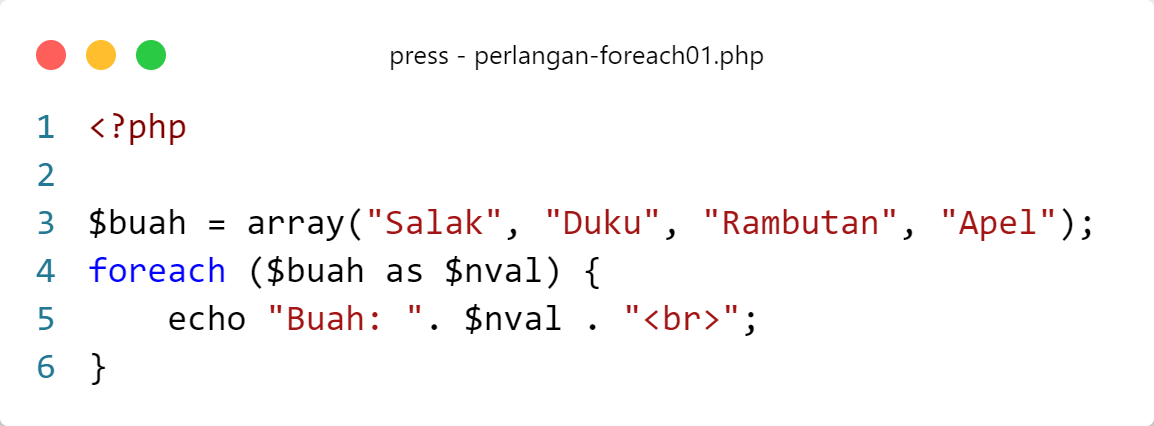 press - perlangan-foreach01.php
1 <?php
2
3 $buah = array("Salak", "Duku", "Rambutan", "Apel");
4 foreach ($buah as $nval) {
5     echo "Buah: ". $nval . "<br>";
6 }